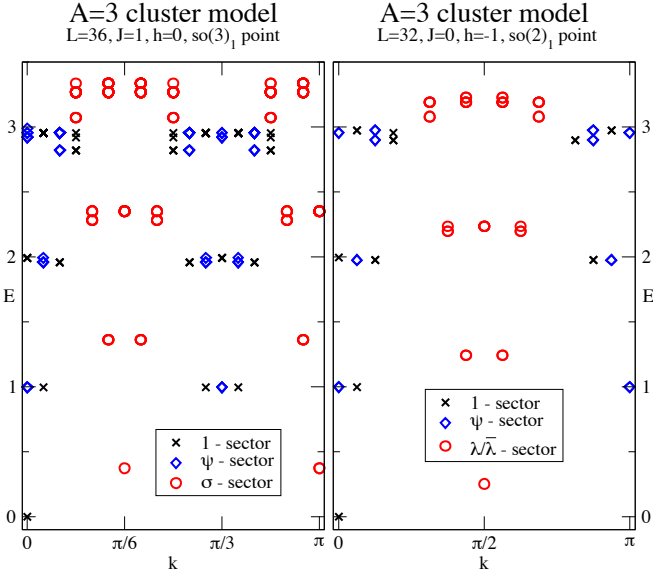 A=3 cluster model
L=36, J=1, h=0, so(3)₁ point
A=3 cluster model
L=32, J=0, h=-1, so(2)₁ point
3
3
2
E
2
E
1
1
1 - sector
ψ - sector
σ - sector
1 - sector
ψ - sector
λ/λ̅ - sector
0
0
0
π/6
π/3
π
0
π/2
π
k
k